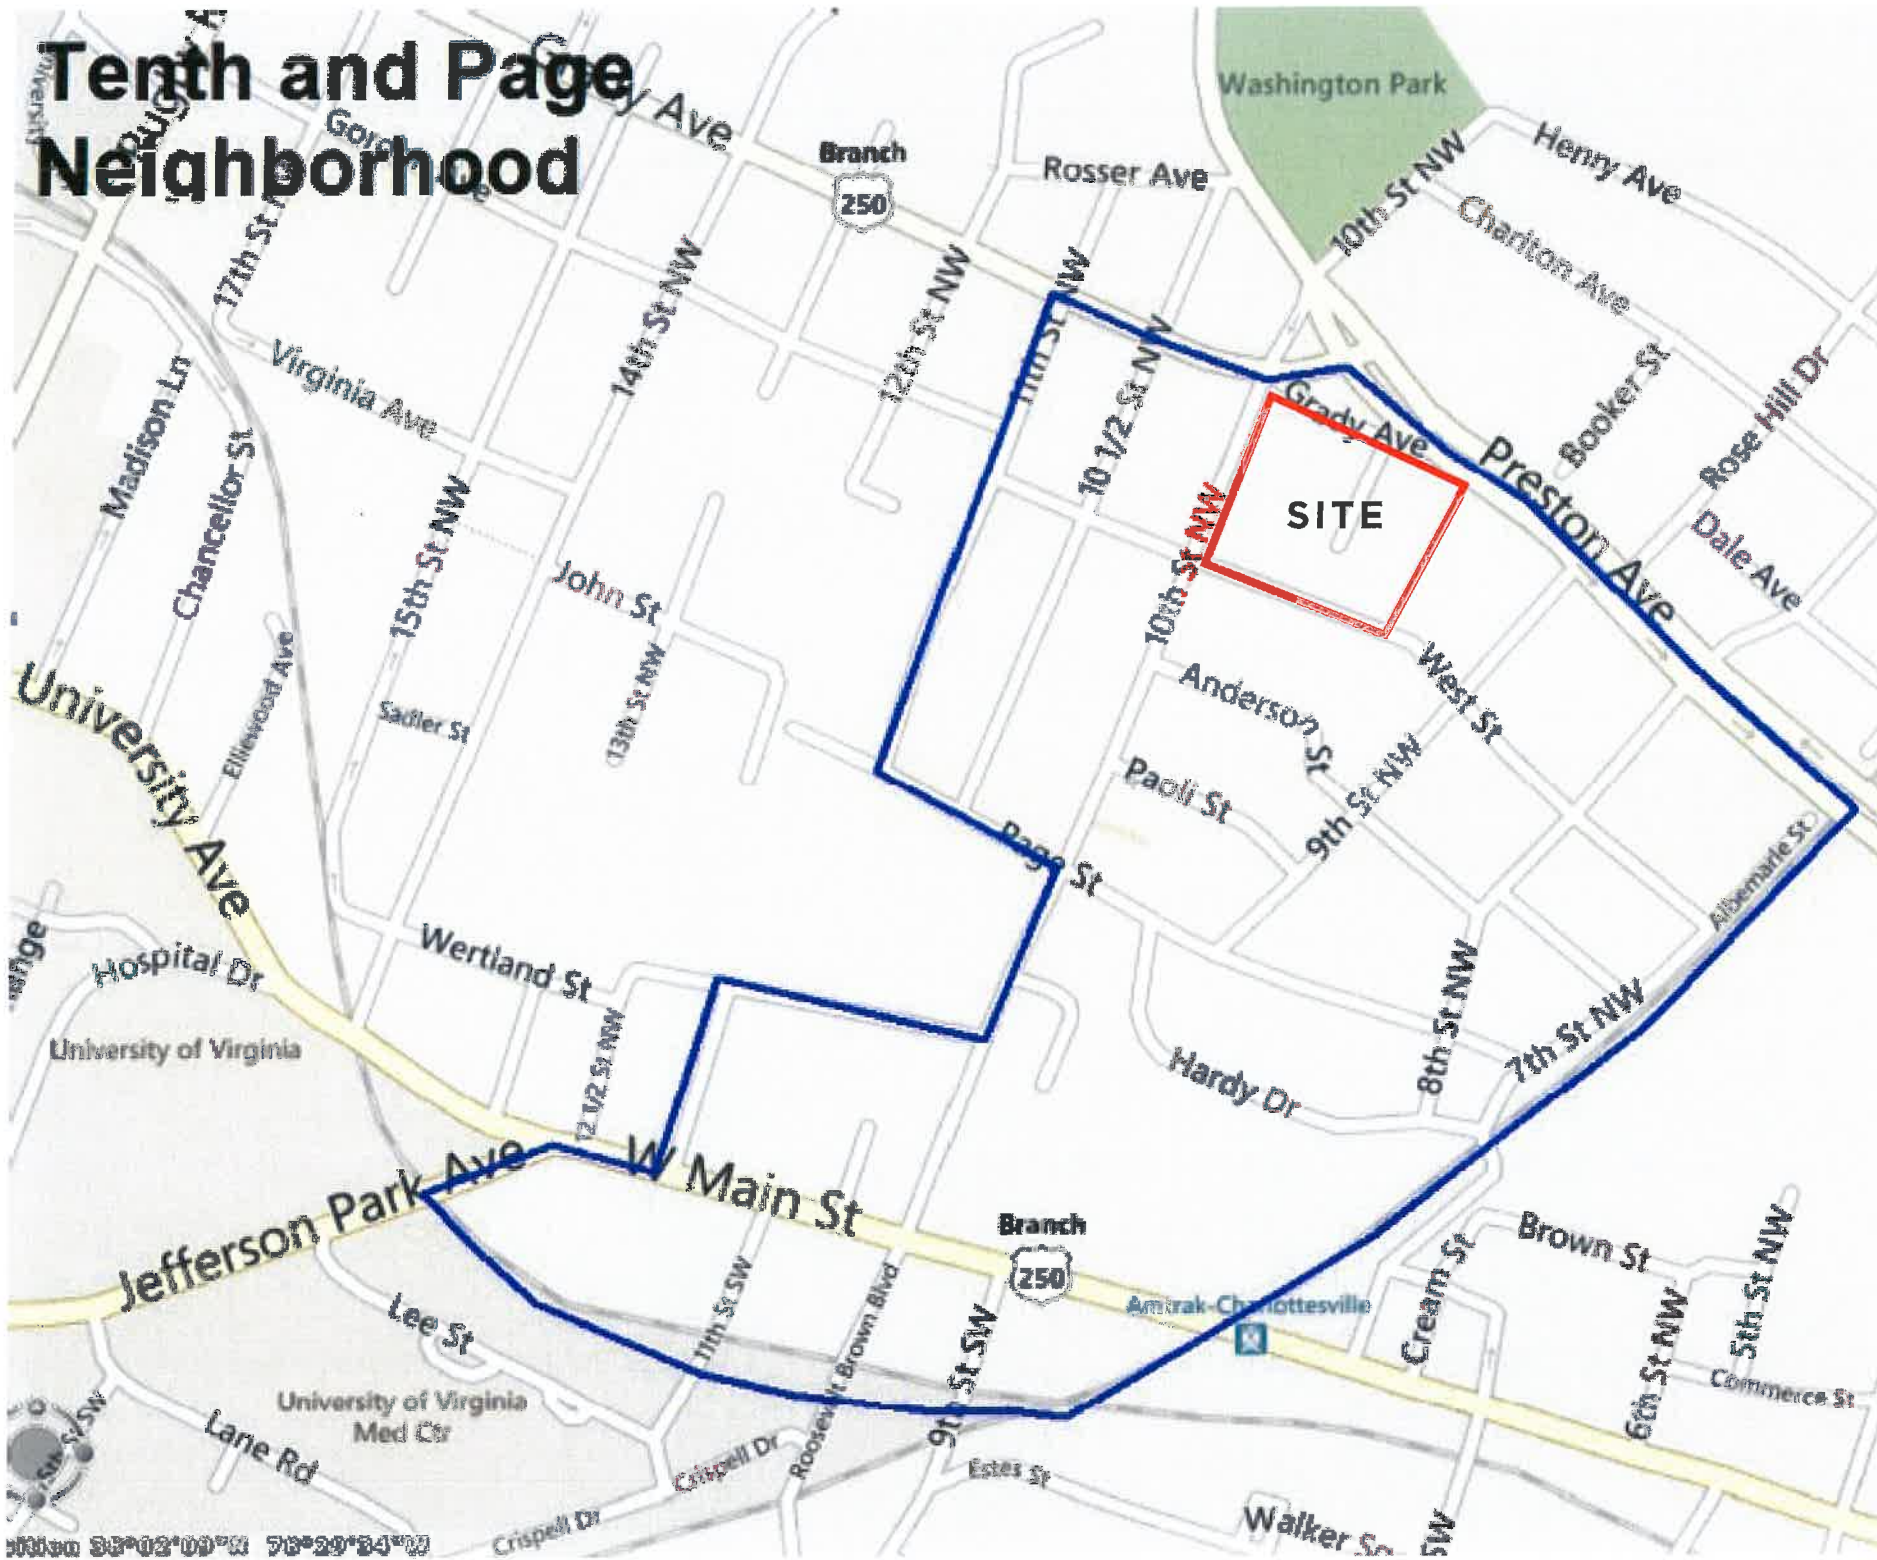 Tenth and Page
Neighborhood
Washington Park
Henry Ave
Branch
250
Rosser Ave
10th St NW
Charlton Ave
17th St
14th St NW
12th St NW
11th St NW
10 1/2 St NW
Virginia Ave
Madison Ln
Chancellor St
15th St NW
John St
13th St NW
Grady Ave
SITE
Preston Ave
Booker St
Rose Hill Dr
Dale Ave
10th St NW
Anderson St
West St
Paoli St
9th St NW
University Ave
Elliewood Ave
Sadler St
Page St
Albemarle St
Wertland St
Hospital Dr
University of Virginia
12 1/2 St NW
Hardy Dr
8th St NW
7th St NW
Jefferson Park Ave
W Main St
Branch
250
Amtrak-Charlottesville
Brown St
Cream St
5th St NW
6th St NW
Commerce St
Lee St
11th St SW
Roosevelt Brown Blvd
9th St SW
University of Virginia
Med Ctr
Lane Rd
Crispell Dr
Crispell Dr
Estes St
Walker Sq
SW